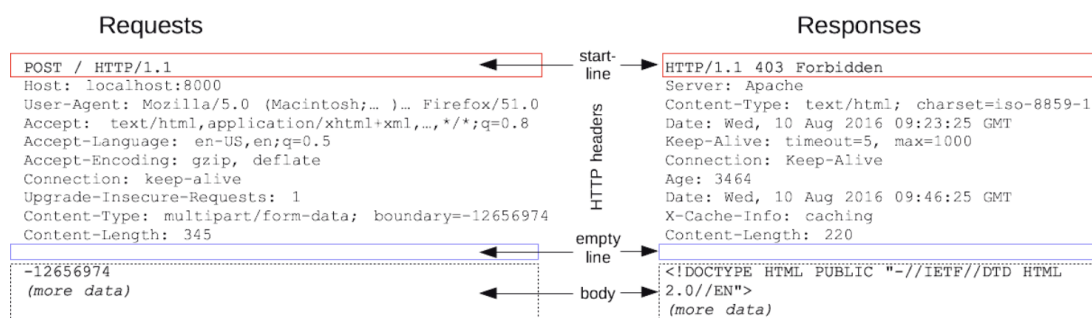 Requests
POST / HTTP/1.1
Host: localhost:8000
User-Agent: Mozilla/5.0 (Macintosh;… )… Firefox/51.0
Accept: text/html,application/xhtml+xml,…,*/*;q=0.8
Accept-Language: en-US,en;q=0.5
Accept-Encoding: gzip, deflate
Connection: keep-alive
Upgrade-Insecure-Requests: 1
Content-Type: multipart/form-data; boundary=-12656974
Content-Length: 345
-12656974
(more data)
start-
line
HTTP headers
empty
line
body
Responses
HTTP/1.1 403 Forbidden
Server: Apache
Content-Type: text/html; charset=iso-8859-1
Date: Wed, 10 Aug 2016 09:23:25 GMT
Keep-Alive: timeout=5, max=1000
Connection: Keep-Alive
Age: 3464
Date: Wed, 10 Aug 2016 09:46:25 GMT
X-Cache-Info: caching
Content-Length: 220
<!DOCTYPE HTML PUBLIC "-//IETF//DTD HTML
2.0//EN">
(more data)